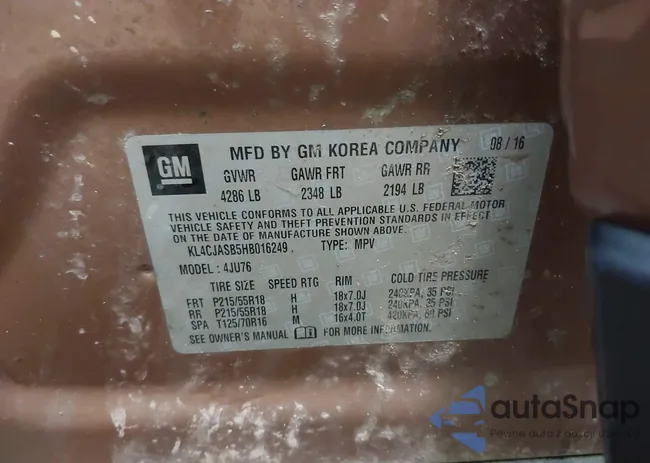 GM
MFD BY GM KOREA COMPANY 08/16
GVWR GAWR FRT GAWR RR
4286 LB 2348 LB 2194 LB
THIS VEHICLE CONFORMS TO ALL APPLICABLE U.S. FEDERAL MOTOR
VEHICLE SAFETY AND THEFT PREVENTION STANDARDS IN EFFECT
ON THE DATE OF MANUFACTURE SHOWN ABOVE.
KL4CJASB5HB016249 TYPE: MPV
MODEL: 4JU76
TIRE SIZE SPEED RTG RIM COLD TIRE PRESSURE
FRT P215/55R18 H 18x7.0J 240KPA, 35 PSI
RR P215/55R18 H 18x7.0J 240KPA, 35 PSI
SPA T125/70R16 M 16x4.0T 420KPA, 60 PSI
SEE OWNER'S MANUAL FOR MORE INFORMATION.
autaSnap
Pewne auta z aukcji